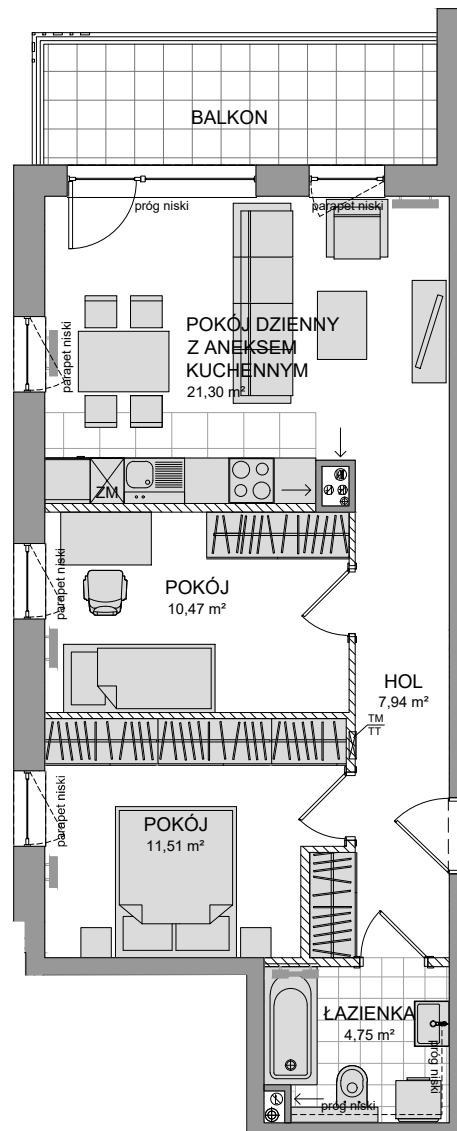 BALKON
próg niski
parapet niski
parapet niski
POKÓJ DZIENNY
Z ANEKSEM
KUCHENNYM
21,30 m²
ZM
parapet niski
POKÓJ
10,47 m²
HOL
7,94 m²
TM
TT
parapet niski
POKÓJ
11,51 m²
ŁAZIENKA
4,75 m²
próg niski
próg niski